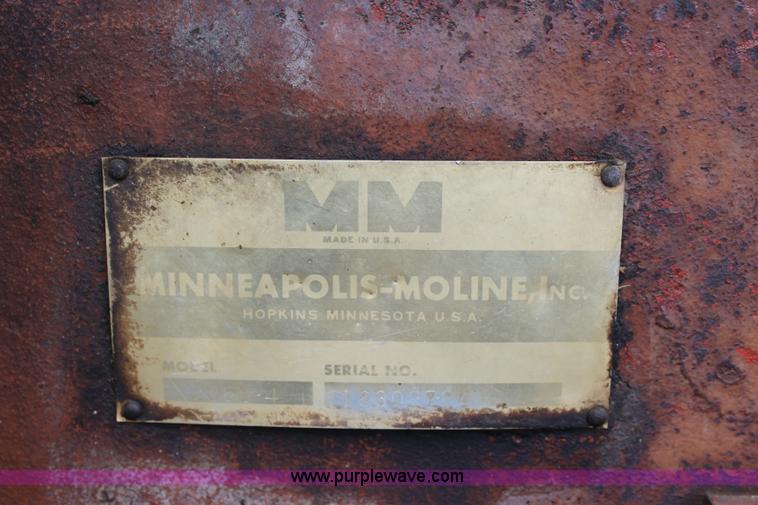 MM
MADE IN U.S.A.
MINNEAPOLIS-MOLINE, INC.
HOPKINS MINNESOTA U.S.A.
MODEL SERIAL NO.
www.purplewave.com